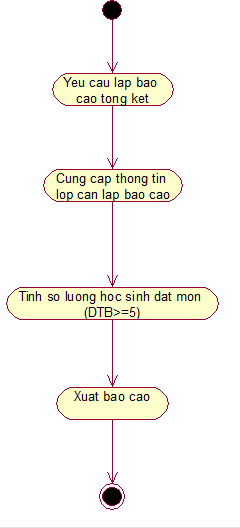 Yeu cau lap bao
cao tong ket
Cung cap thong tin
lop can lap bao cao
Tinh so luong hoc sinh dat mon
(DTB>=5)
Xuat bao cao